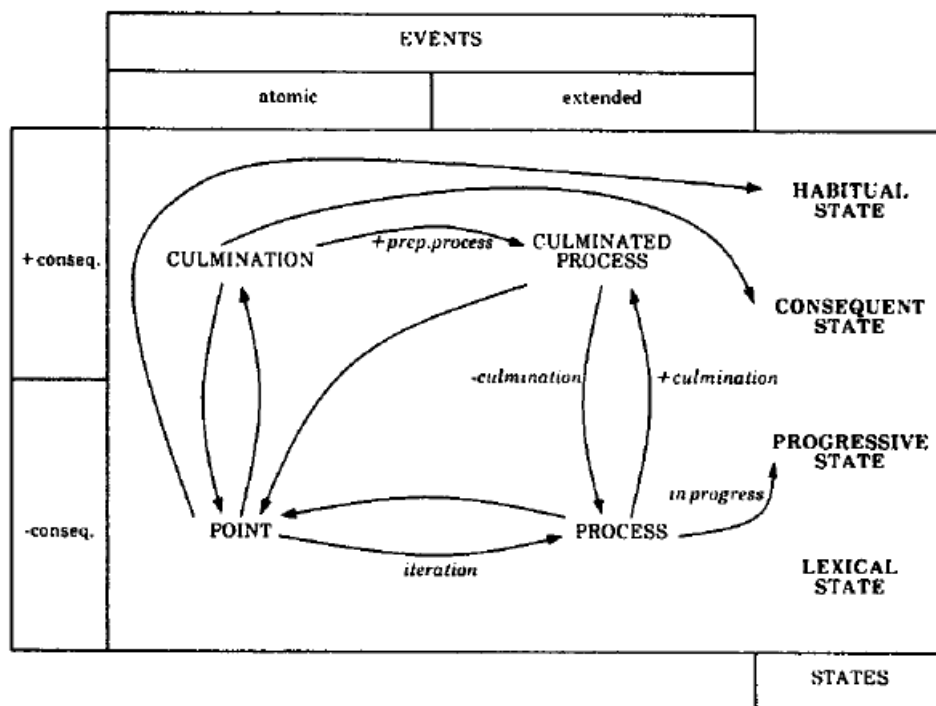 EVENTS
atomic
extended
HABITUAL
STATE
+conseq.
CULMINATION
+prep.process
CULMINATED
PROCESS
CONSEQUENT
STATE
-culmination
+culmination
PROGRESSIVE
STATE
in progress
-conseq.
POINT
PROCESS
iteration
LEXICAL
STATE
STATES